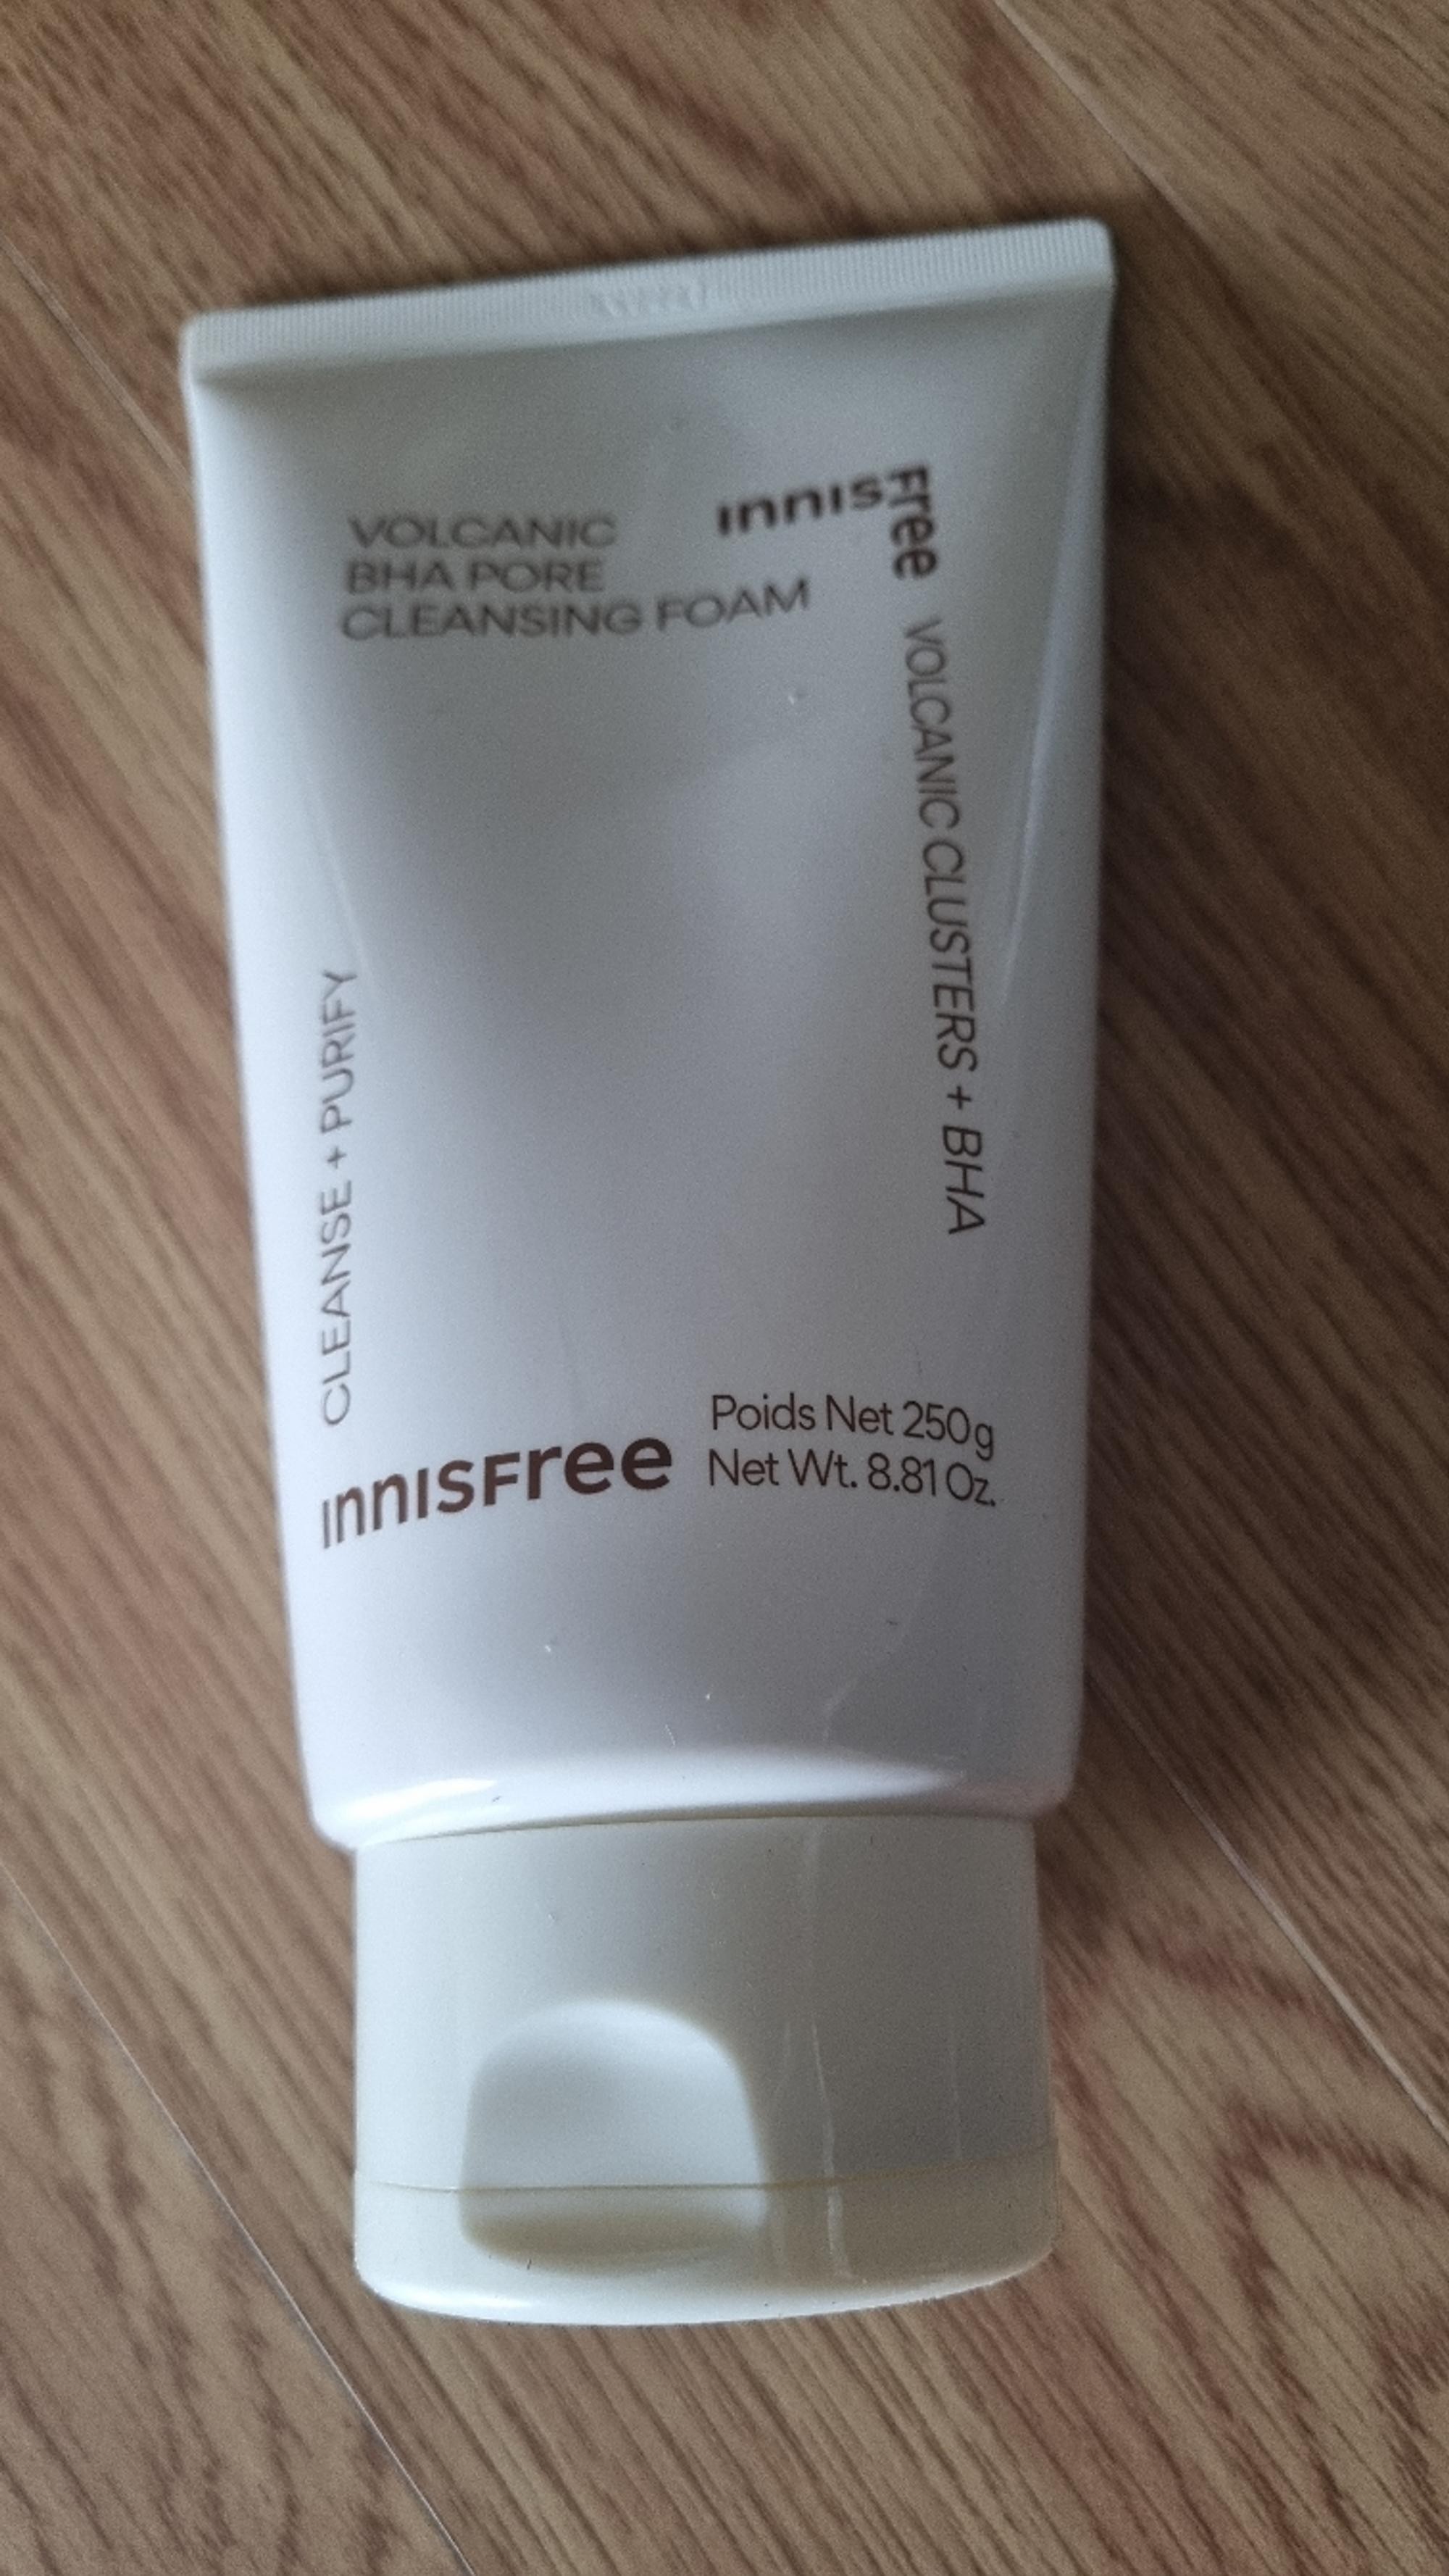 VOLCANIC
BHA PORE
CLEANSING FOAM
INNISFree
VOLCANIC CLUSTERS + BHA
CLEANSE + PURIFY
INNISFree
Poids Net 250g
Net Wt. 8.81 Oz.